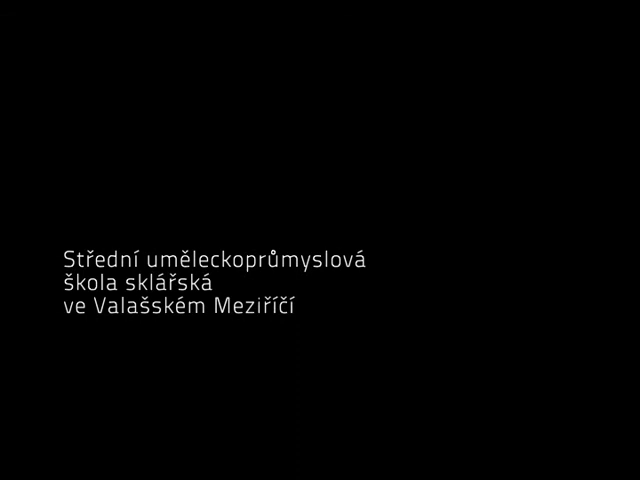 Střední uměleckoprůmyslová
škola sklářská
ve Valašském Meziříčí